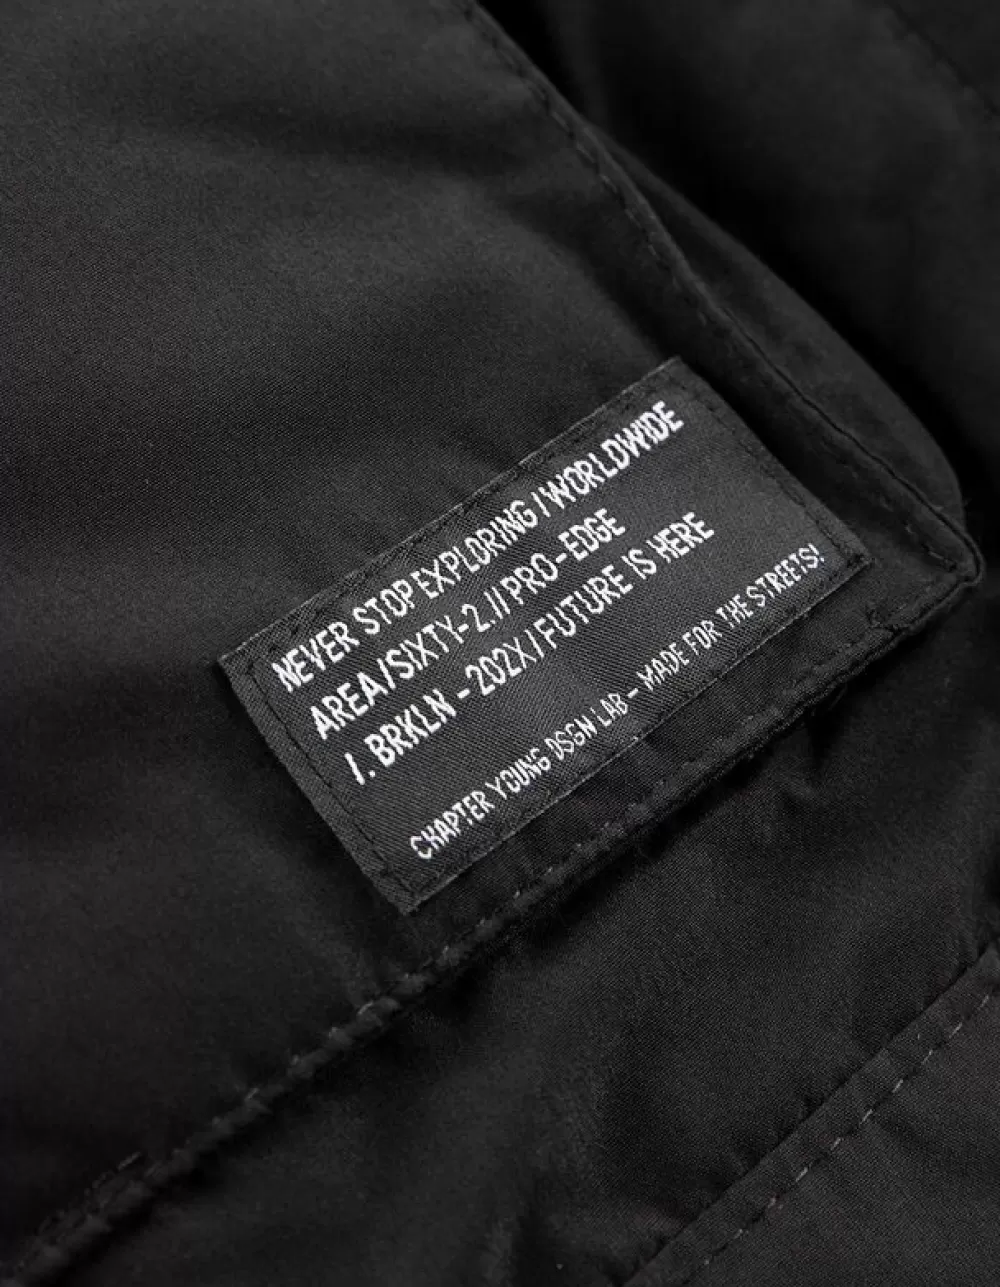 NEVER STOP EXPLORING / WORLDWIDE
AREA/SIXTY-2.//PRO-EDGE
/. BRKLN - 202X / FUTURE IS HERE
CHAPTER YOUNG DSGN LAB - MADE FOR THE STREETS!